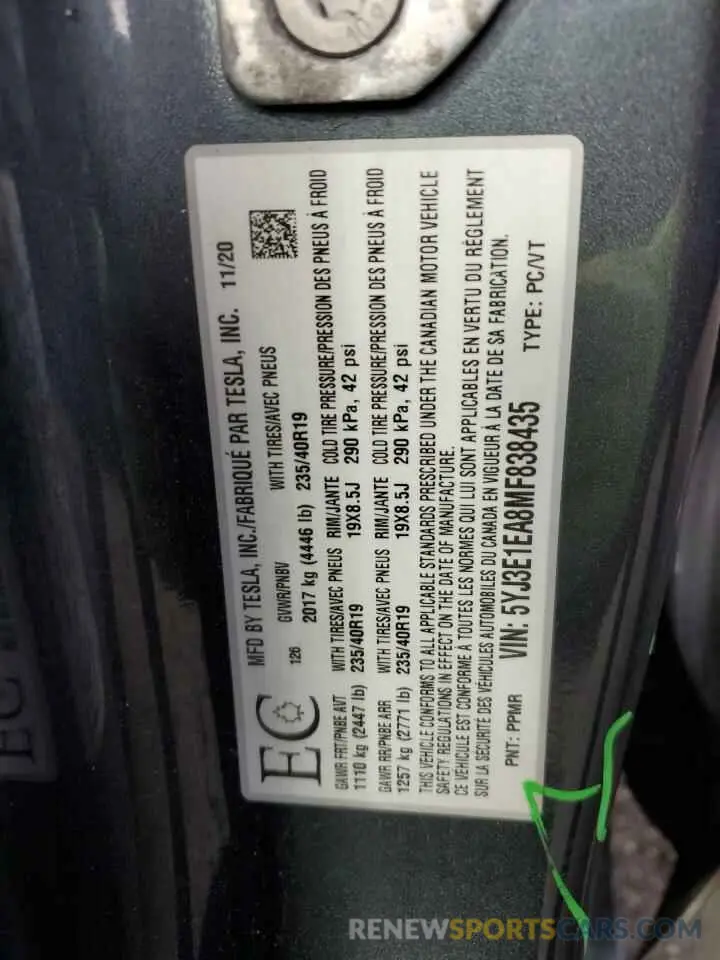 MFD BY TESLA, INC./FABRIQUÉ PAR TESLA, INC. 11/20
EC
126 GVWR/PNBV WITH TIRES/AVEC PNEUS
2017 kg (4446 lb) 235/40R19
GAWR FRT/PNBE AVT WITH TIRES/AVEC PNEUS RIM/JANTE COLD TIRE PRESSURE/PRESSION DES PNEUS À FROID
1110 kg (2447 lb) 235/40R19 19X8.5J 290 kPa, 42 psi
GAWR RR/PNBE ARR WITH TIRES/AVEC PNEUS RIM/JANTE COLD TIRE PRESSURE/PRESSION DES PNEUS À FROID
1257 kg (2771 lb) 235/40R19 19X8.5J 290 kPa, 42 psi
THIS VEHICLE CONFORMS TO ALL APPLICABLE STANDARDS PRESCRIBED UNDER THE CANADIAN MOTOR VEHICLE
SAFETY REGULATIONS IN EFFECT ON THE DATE OF MANUFACTURE.
CE VÉHICULE EST CONFORME À TOUTES LES NORMES QUI LUI SONT APPLICABLES EN VERTU DU RÈGLEMENT
SUR LA SÉCURITÉ DES VÉHICULES AUTOMOBILES DU CANADA EN VIGUEUR À LA DATE DE SA FABRICATION.
PNT: PPMR VIN: 5YJ3E1EA8MF838435 TYPE: PC/VT
RENEWSPORTSCARS.COM